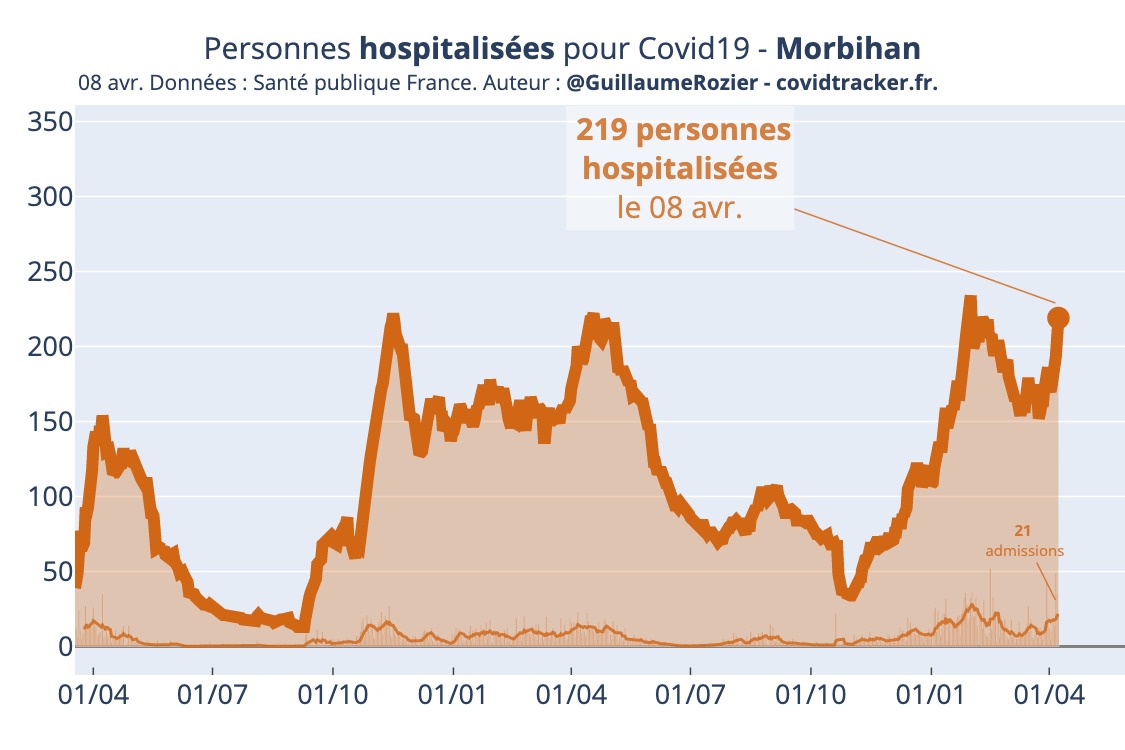 Personnes hospitalisées pour Covid19 - Morbihan
08 avr. Données : Santé publique France. Auteur : @GuillaumeRozier - covidtracker.fr.
350
219 personnes
hospitalisées
le 08 avr.
300
250
200
150
100
21
admissions
50
0
01/04 01/07 01/10 01/01 01/04 01/07 01/10 01/01 01/04